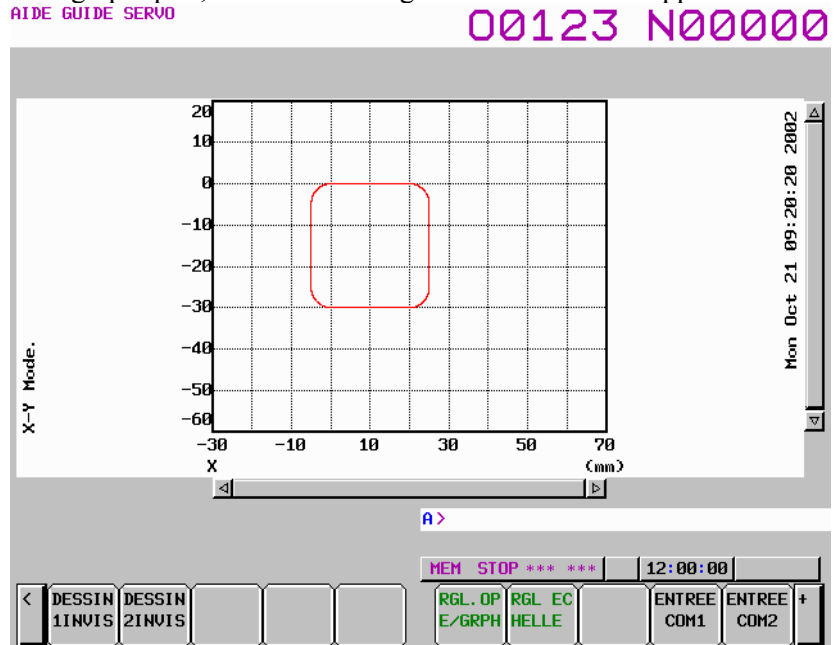 AIDE GUIDE SERVO
O0123 N00000
20
10
0
-10
-20
-30
-40
-50
-60
X-Y Mode.
Mon Oct 21 09:20:20 2002
-30 -10 10 30 50 70
X (mm)
A>
MEM STOP *** *** 12:00:00
< DESSIN DESSIN RGL.OP RGL EC ENTREE ENTREE +
1INVIS 2INVIS E/GRPH HELLE COM1 COM2